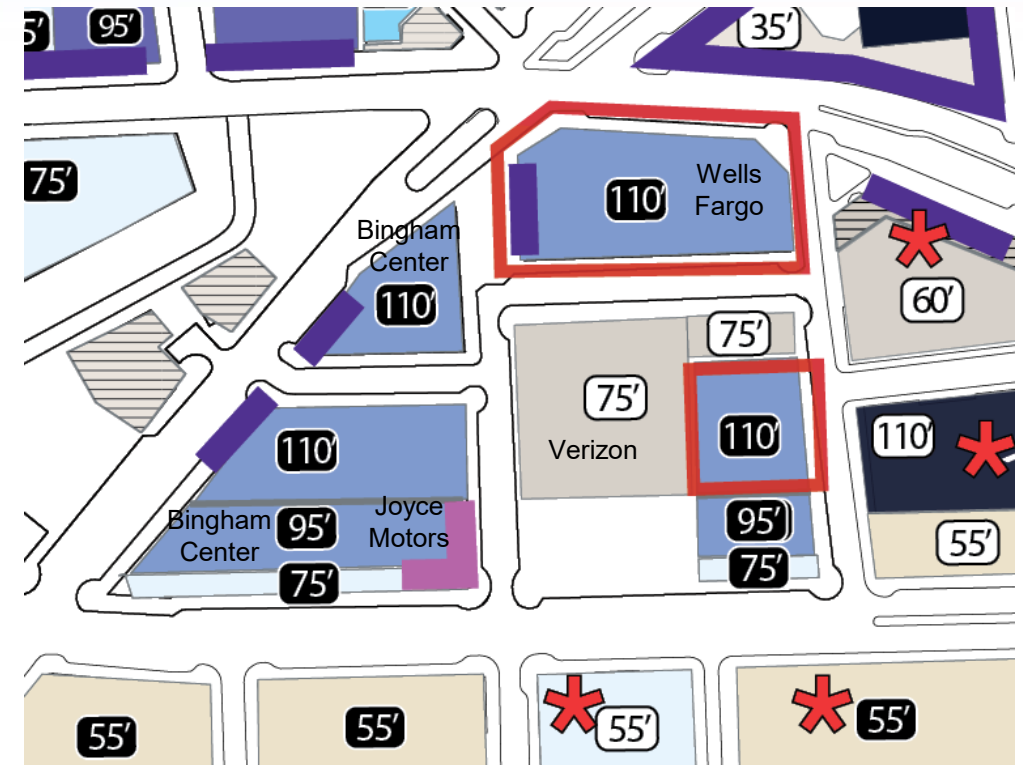 5′
95′
35′
75′
110′
Wells
Fargo
Bingham
Center
110′
60′
75′
75′
Verizon
110′
110′
110′
Bingham
Center
95′
Joyce
Motors
75′
95′
75′
55′
55′
55′
55′
55′